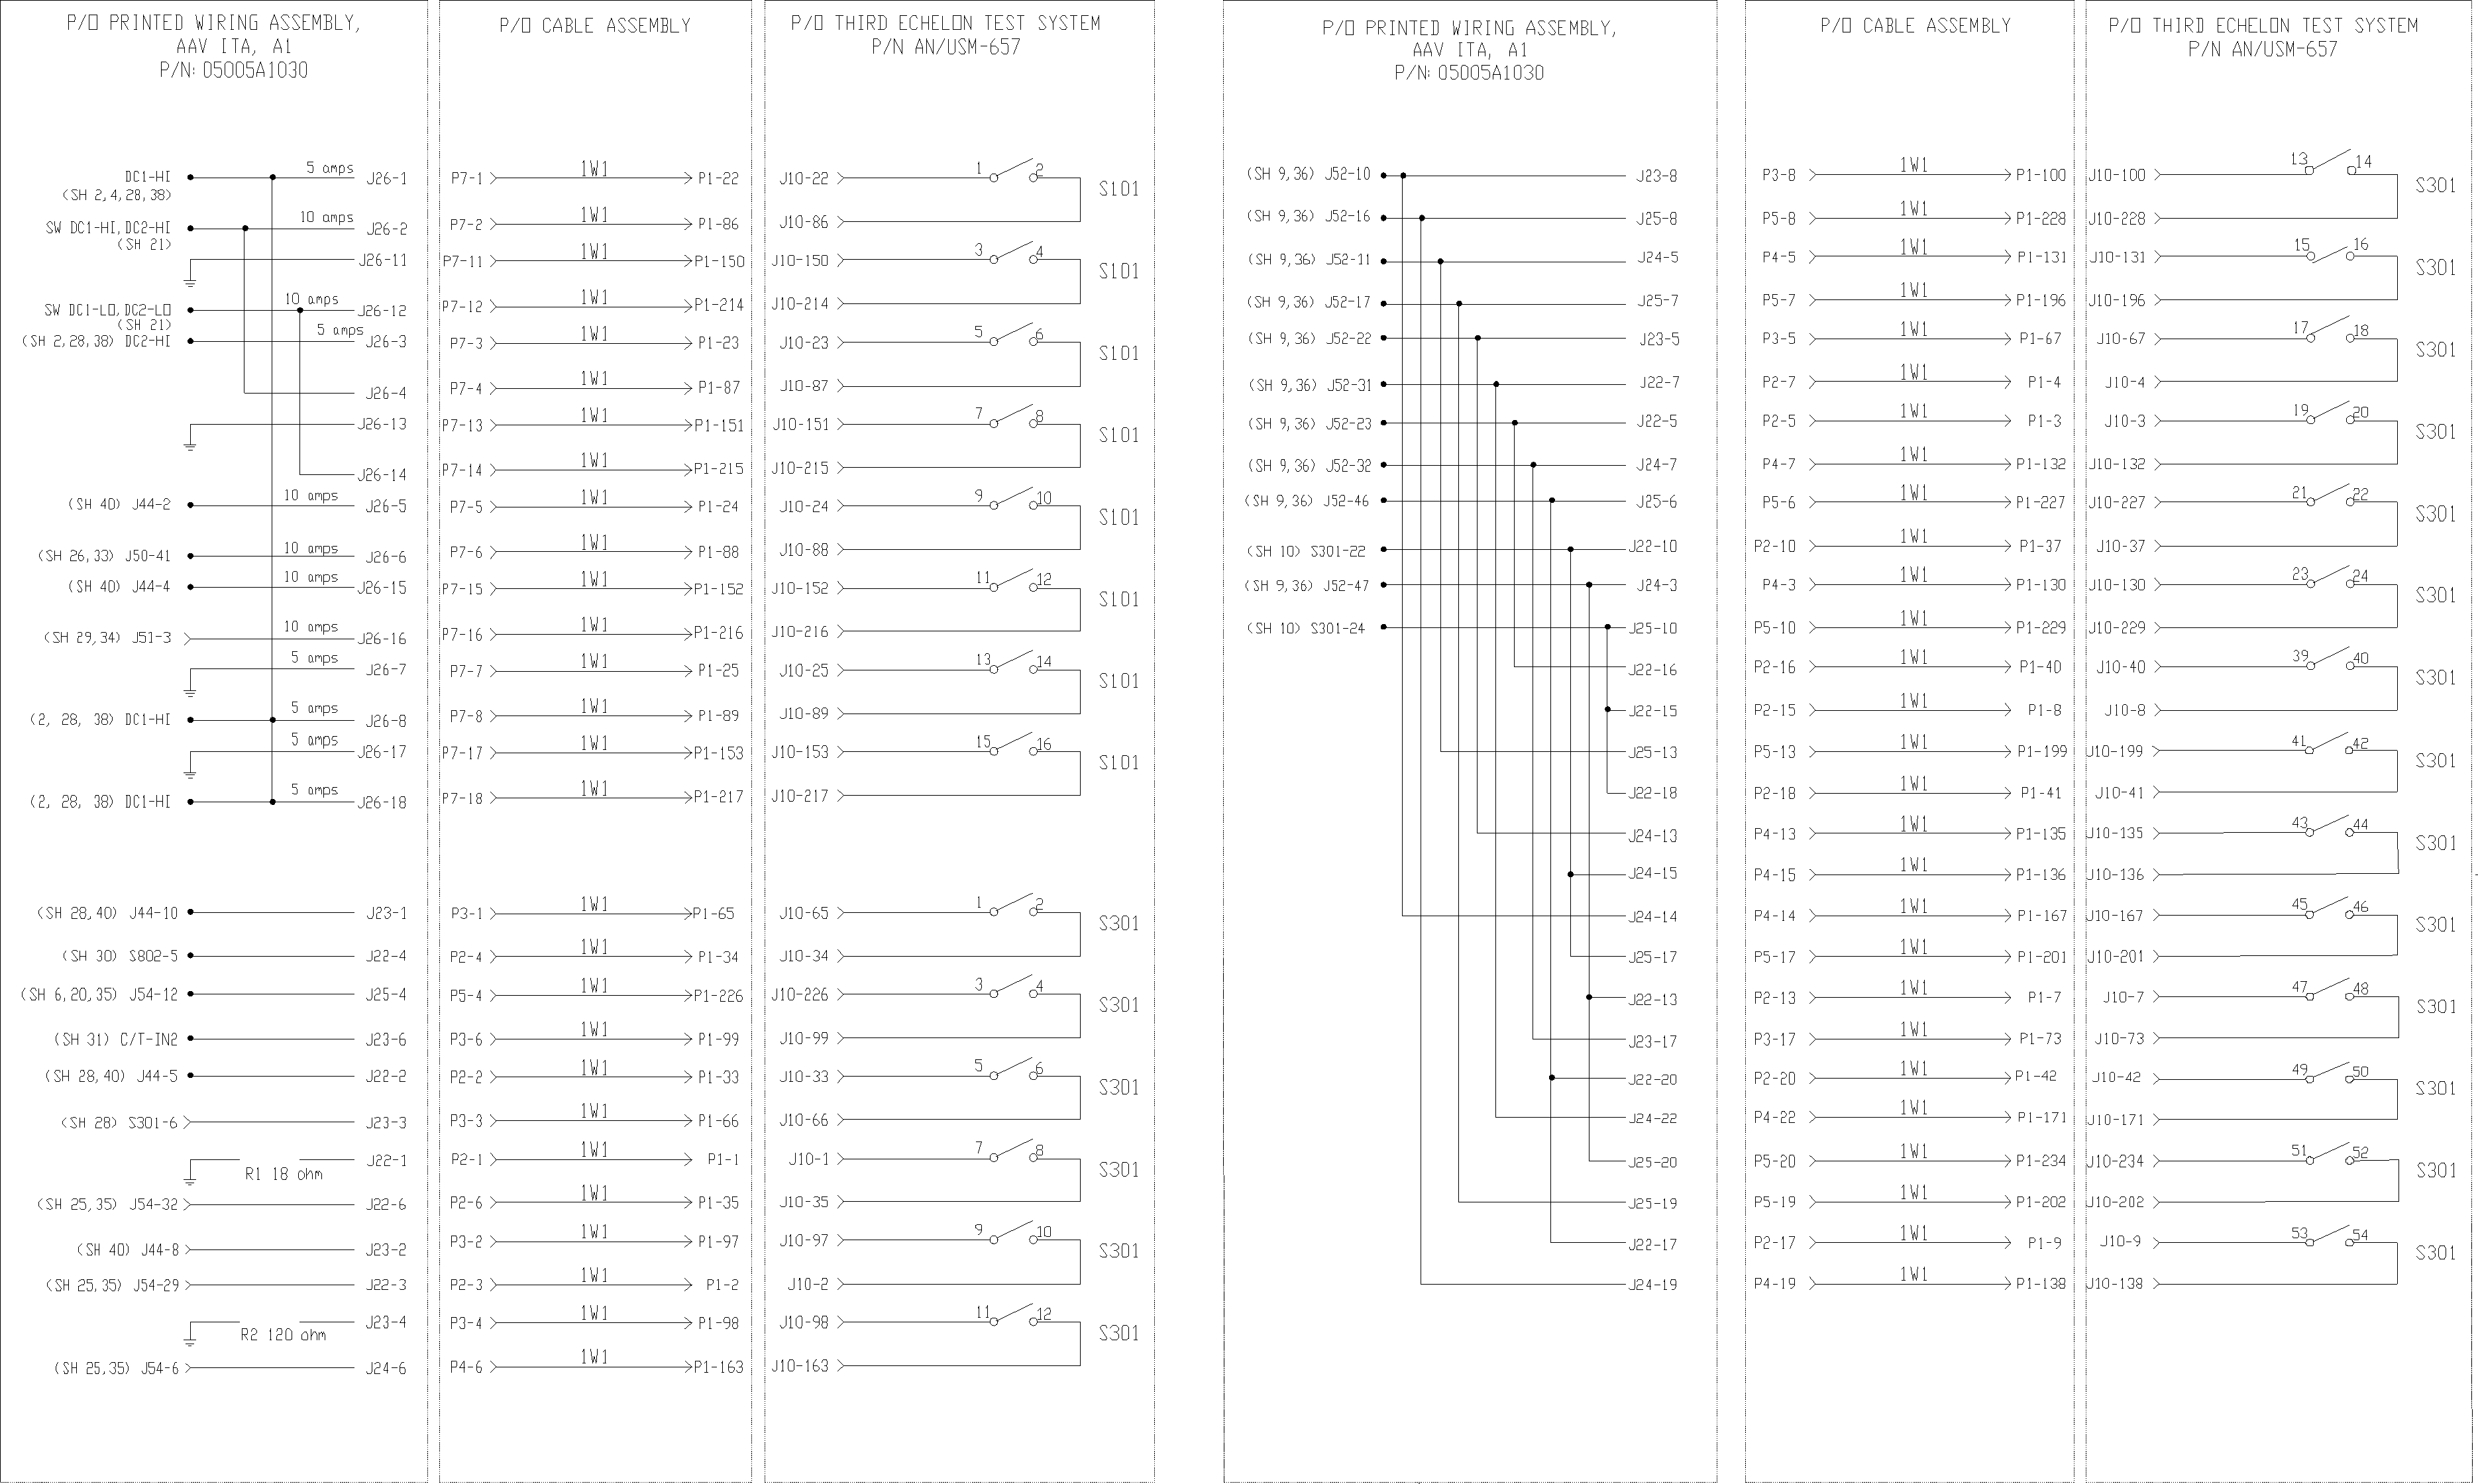 P/O PRINTED WIRING ASSEMBLY,
AAV ITA, A1
P/N: 05005A1030
P/O CABLE ASSEMBLY
P/O THIRD ECHELON TEST SYSTEM
P/N AN/USM-657
DC1-HI 5 amps J26-1 P7-1 1W1 P1-22 J10-22 1 2 S101
(SH 2,4,28,38)
SW DC1-HI,DC2-HI 10 amps J26-2 P7-2 1W1 P1-86 J10-86
(SH 21)
J26-11 P7-11 1W1 P1-150 J10-150 3 4 S101
SW DC1-LO,DC2-LO 10 amps J26-12 P7-12 1W1 P1-214 J10-214
(SH 21)
(SH 2,28,38) DC2-HI 5 amps J26-3 P7-3 1W1 P1-23 J10-23 5 6 S101
J26-4 P7-4 1W1 P1-87 J10-87
J26-13 P7-13 1W1 P1-151 J10-151 7 8 S101
J26-14 P7-14 1W1 P1-215 J10-215
(SH 40) J44-2 10 amps J26-5 P7-5 1W1 P1-24 J10-24 9 10 S101
(SH 26,33) J50-41 10 amps J26-6 P7-6 1W1 P1-88 J10-88
(SH 40) J44-4 10 amps J26-15 P7-15 1W1 P1-152 J10-152 11 12 S101
(SH 29,34) J51-3 10 amps J26-16 P7-16 1W1 P1-216 J10-216
5 amps J26-7 P7-7 1W1 P1-25 J10-25 13 14 S101
(2, 28, 38) DC1-HI 5 amps J26-8 P7-8 1W1 P1-89 J10-89
5 amps J26-17 P7-17 1W1 P1-153 J10-153 15 16 S101
(2, 28, 38) DC1-HI 5 amps J26-18 P7-18 1W1 P1-217 J10-217
(SH 28,40) J44-10 J23-1 P3-1 1W1 P1-65 J10-65 1 2 S301
(SH 30) S802-5 J22-4 P2-4 1W1 P1-34 J10-34
(SH 6,20,35) J54-12 J25-4 P5-4 1W1 P1-226 J10-226 3 4 S301
(SH 31) C/T-IN2 J23-6 P3-6 1W1 P1-99 J10-99
(SH 28,40) J44-5 J22-2 P2-2 1W1 P1-33 J10-33 5 6 S301
(SH 28) S301-6 J23-3 P3-3 1W1 P1-66 J10-66
R1 18 ohm J22-1 P2-1 1W1 P1-1 J10-1 7 8 S301
(SH 25,35) J54-32 J22-6 P2-6 1W1 P1-35 J10-35
(SH 40) J44-8 J23-2 P3-2 1W1 P1-97 J10-97 9 10 S301
(SH 25,35) J54-29 J22-3 P2-3 1W1 P1-2 J10-2
R2 120 ohm J23-4 P3-4 1W1 P1-98 J10-98 11 12 S301
(SH 25,35) J54-6 J24-6 P4-6 1W1 P1-163 J10-163
P/O PRINTED WIRING ASSEMBLY,
AAV ITA, A1
P/N: 05005A1030
P/O CABLE ASSEMBLY
P/O THIRD ECHELON TEST SYSTEM
P/N AN/USM-657
(SH 9,36) J52-10 J23-8 P3-8 1W1 P1-100 J10-100 13 14 S301
(SH 9,36) J52-16 J25-8 P5-8 1W1 P1-228 J10-228
(SH 9,36) J52-11 J24-5 P4-5 1W1 P1-131 J10-131 15 16 S301
(SH 9,36) J52-17 J25-7 P5-7 1W1 P1-196 J10-196
(SH 9,36) J52-22 J23-5 P3-5 1W1 P1-67 J10-67 17 18 S301
(SH 9,36) J52-31 J22-7 P2-7 1W1 P1-4 J10-4
(SH 9,36) J52-23 J22-5 P2-5 1W1 P1-3 J10-3 19 20 S301
(SH 9,36) J52-32 J24-7 P4-7 1W1 P1-132 J10-132
(SH 9,36) J52-46 J25-6 P5-6 1W1 P1-227 J10-227 21 22 S301
(SH 10) S301-22 J22-10 P2-10 1W1 P1-37 J10-37
(SH 9,36) J52-47 J24-3 P4-3 1W1 P1-130 J10-130 23 24 S301
(SH 10) S301-24 J25-10 P5-10 1W1 P1-229 J10-229
J22-16 P2-16 1W1 P1-40 J10-40 39 40 S301
J22-15 P2-15 1W1 P1-8 J10-8
J25-13 P5-13 1W1 P1-199 J10-199 41 42 S301
J22-18 P2-18 1W1 P1-41 J10-41
J24-13 P4-13 1W1 P1-135 J10-135 43 44 S301
J24-15 P4-15 1W1 P1-136 J10-136
J24-14 P4-14 1W1 P1-167 J10-167 45 46 S301
J25-17 P5-17 1W1 P1-201 J10-201
J22-13 P2-13 1W1 P1-7 J10-7 47 48 S301
J23-17 P3-17 1W1 P1-73 J10-73
J22-20 P2-20 1W1 P1-42 J10-42 49 50 S301
J24-22 P4-22 1W1 P1-171 J10-171
J25-20 P5-20 1W1 P1-234 J10-234 51 52 S301
J25-19 P5-19 1W1 P1-202 J10-202
J22-17 P2-17 1W1 P1-9 J10-9 53 54 S301
J24-19 P4-19 1W1 P1-138 J10-138